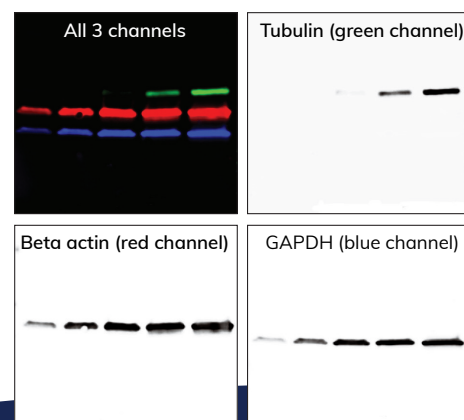 All 3 channels
Tubulin (green channel)
Beta actin (red channel)
GAPDH (blue channel)